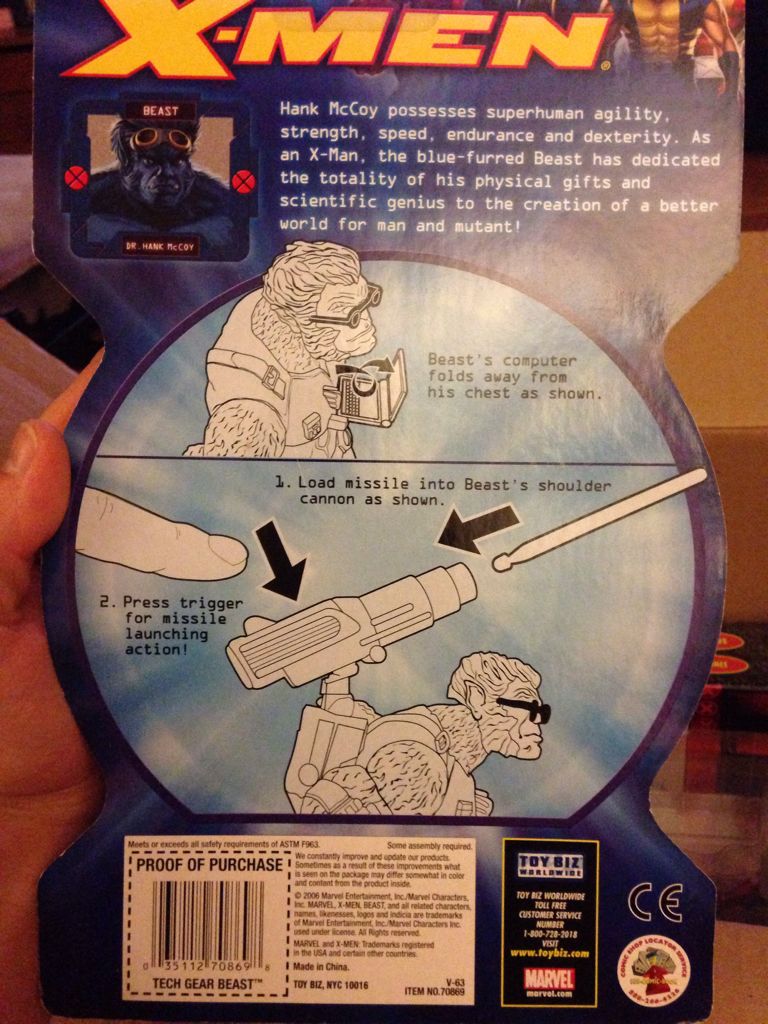 X-MEN®
BEAST
DR. HANK McCOY
Hank McCoy possesses superhuman agility,
strength, speed, endurance and dexterity. As
an X-Man, the blue-furred Beast has dedicated
the totality of his physical gifts and
scientific genius to the creation of a better
world for man and mutant!
Beast's computer
folds away from
his chest as shown.
1. Load missile into Beast's shoulder
cannon as shown.
2. Press trigger
for missile
launching
action!
Meets or exceeds all safety requirements of ASTM F963.
Some assembly required.
PROOF OF PURCHASE
0 35112 70869 8
TECH GEAR BEAST™
We constantly improve and update our products.
Sometimes as a result of these improvements what
is seen on the package may differ somewhat in color
and content from the product inside.
© 2006 Marvel Entertainment, Inc./Marvel Characters,
Inc. MARVEL, X-MEN, BEAST, and all related characters,
names, likenesses, logos and indicia are trademarks
of Marvel Entertainment, Inc./Marvel Characters Inc.
used under license. All Rights reserved.
MARVEL and X-MEN: Trademarks registered
in the USA and certain other countries.
Made in China.
TOY BIZ, NYC 10016
V-63
ITEM NO.70869
TOY BIZ
WORLDWIDE
TOY BIZ WORLDWIDE
TOLL FREE
CUSTOMER SERVICE
NUMBER
1-800-728-2018
VISIT
www.toybiz.com
MARVEL
marvel.com
CE
COMIC SHOP LOCATOR SERVICE